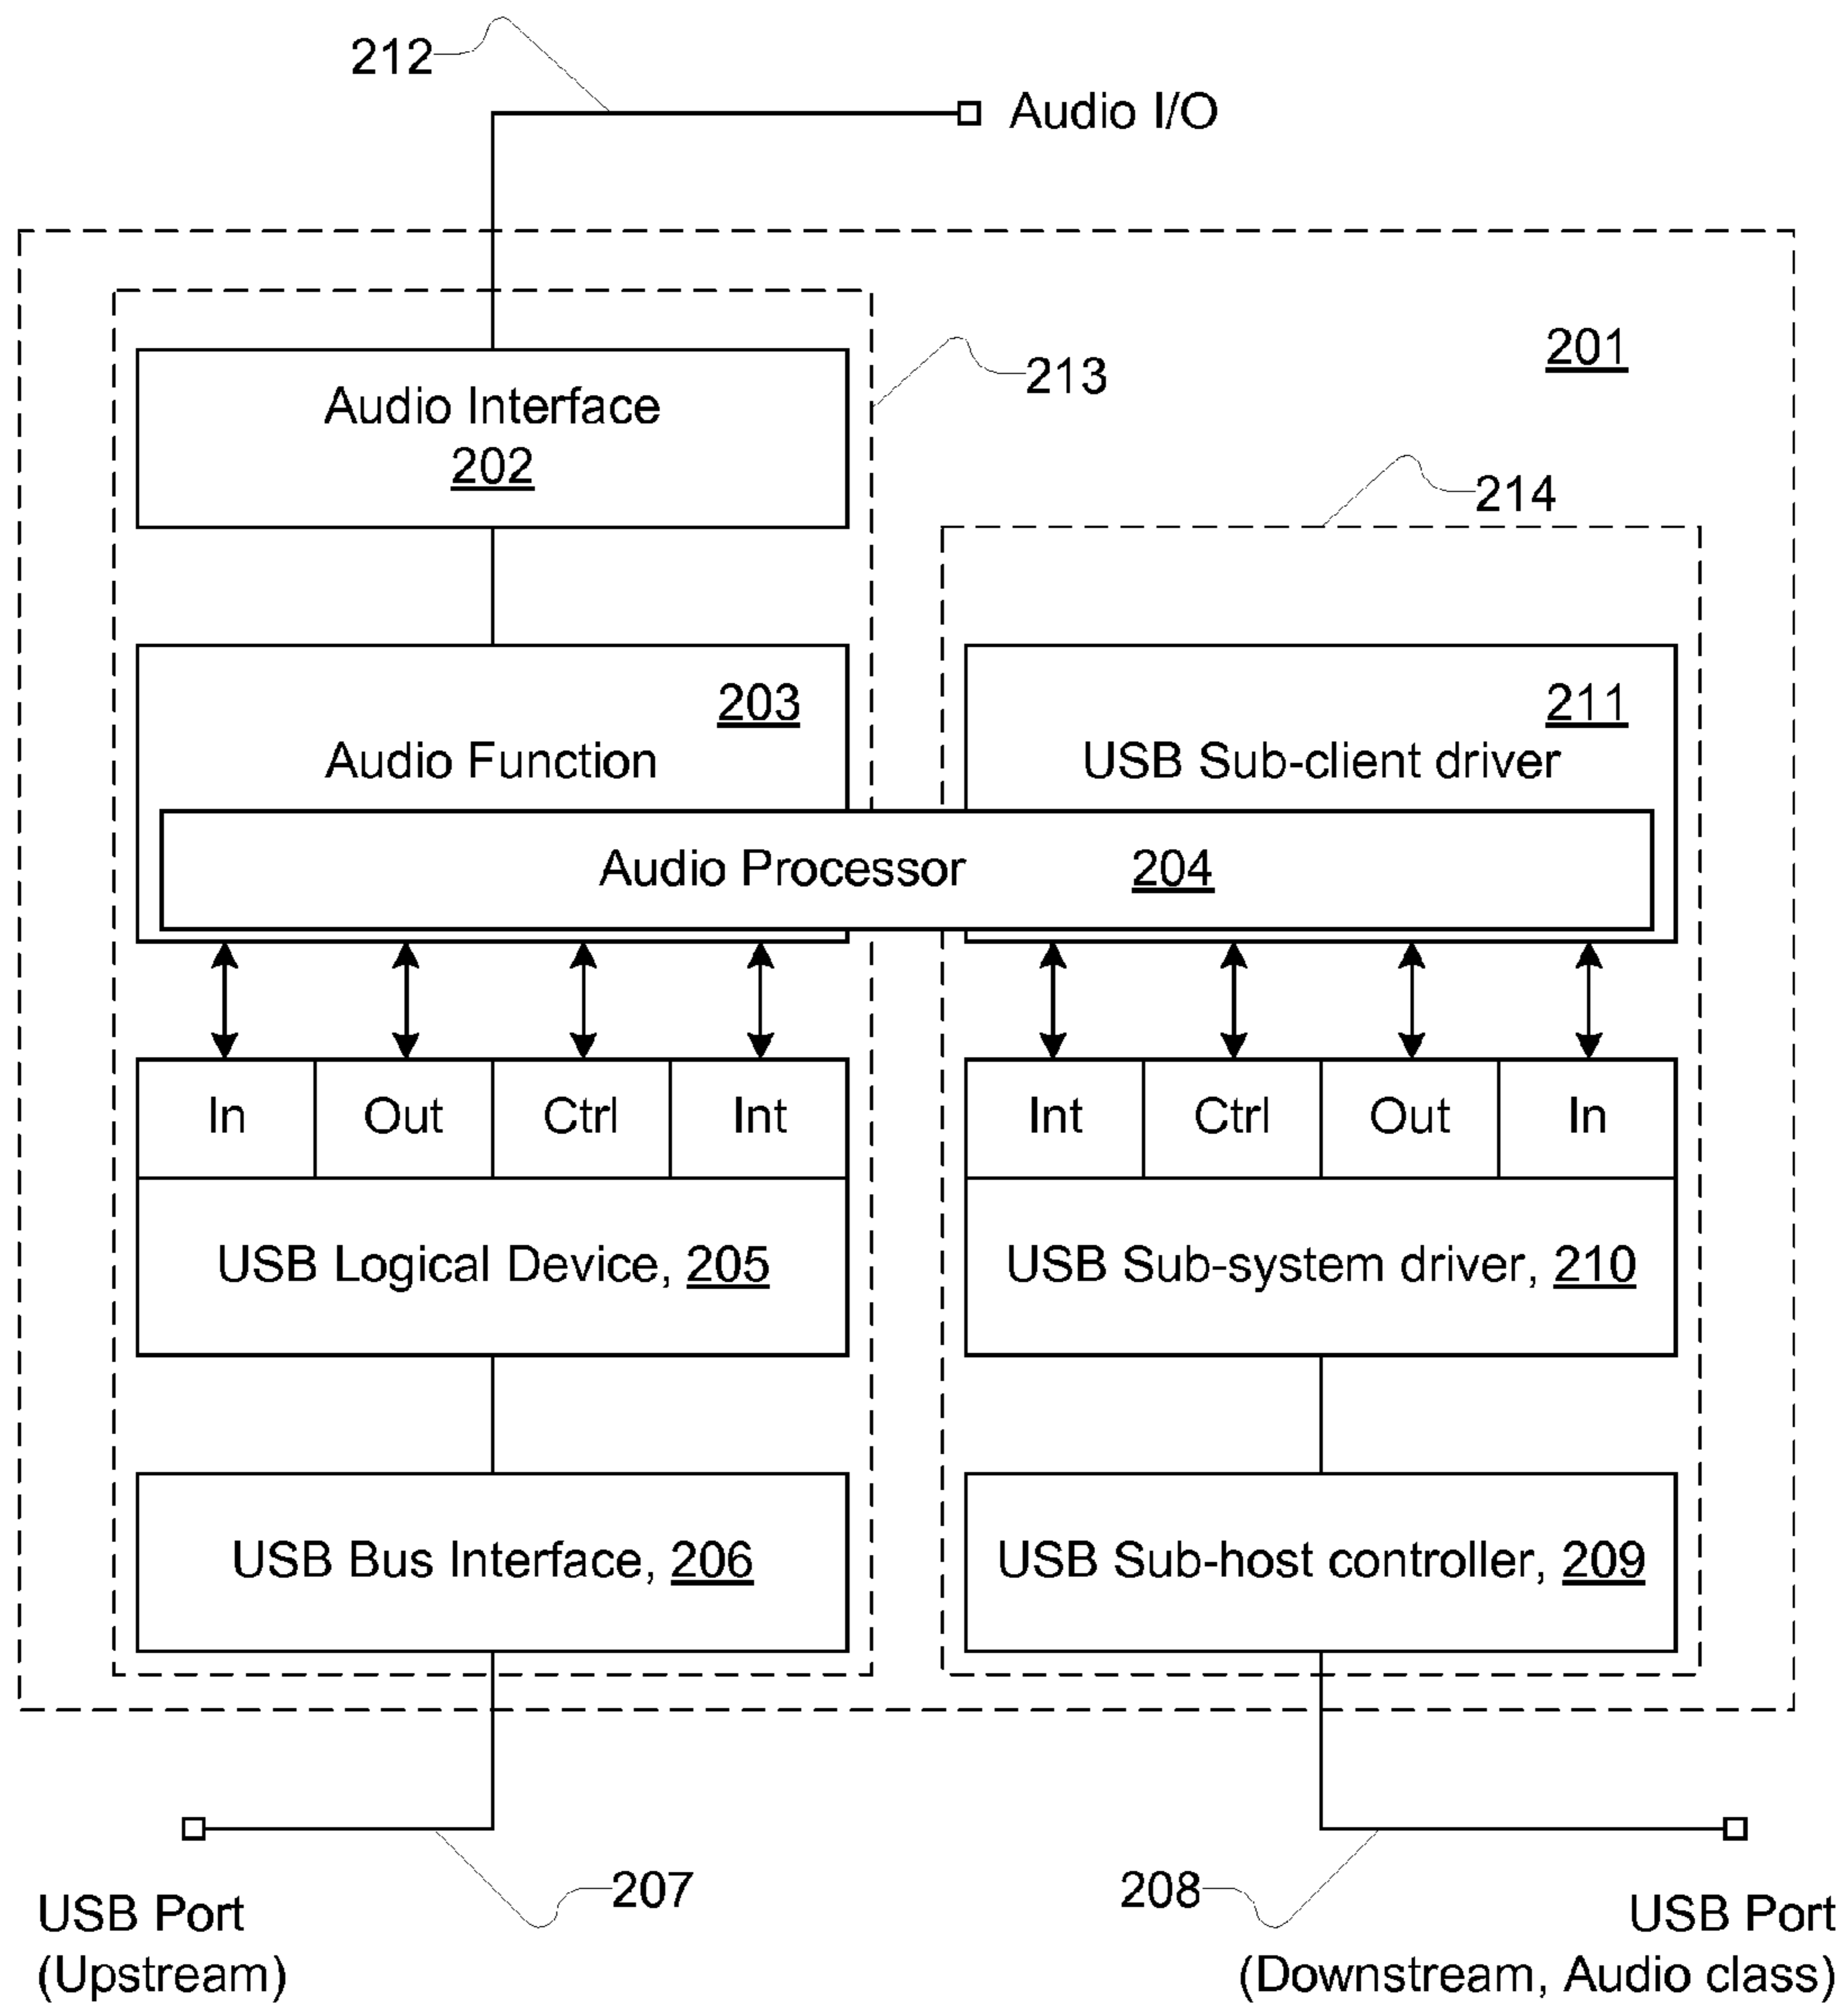 212
Audio I/O
201
213
Audio Interface
202
214
203
Audio Function
211
USB Sub-client driver
Audio Processor 204
In Out Ctrl Int
Int Ctrl Out In
USB Logical Device, 205
USB Sub-system driver, 210
USB Bus Interface, 206
USB Sub-host controller, 209
207
208
USB Port
(Upstream)
USB Port
(Downstream, Audio class)